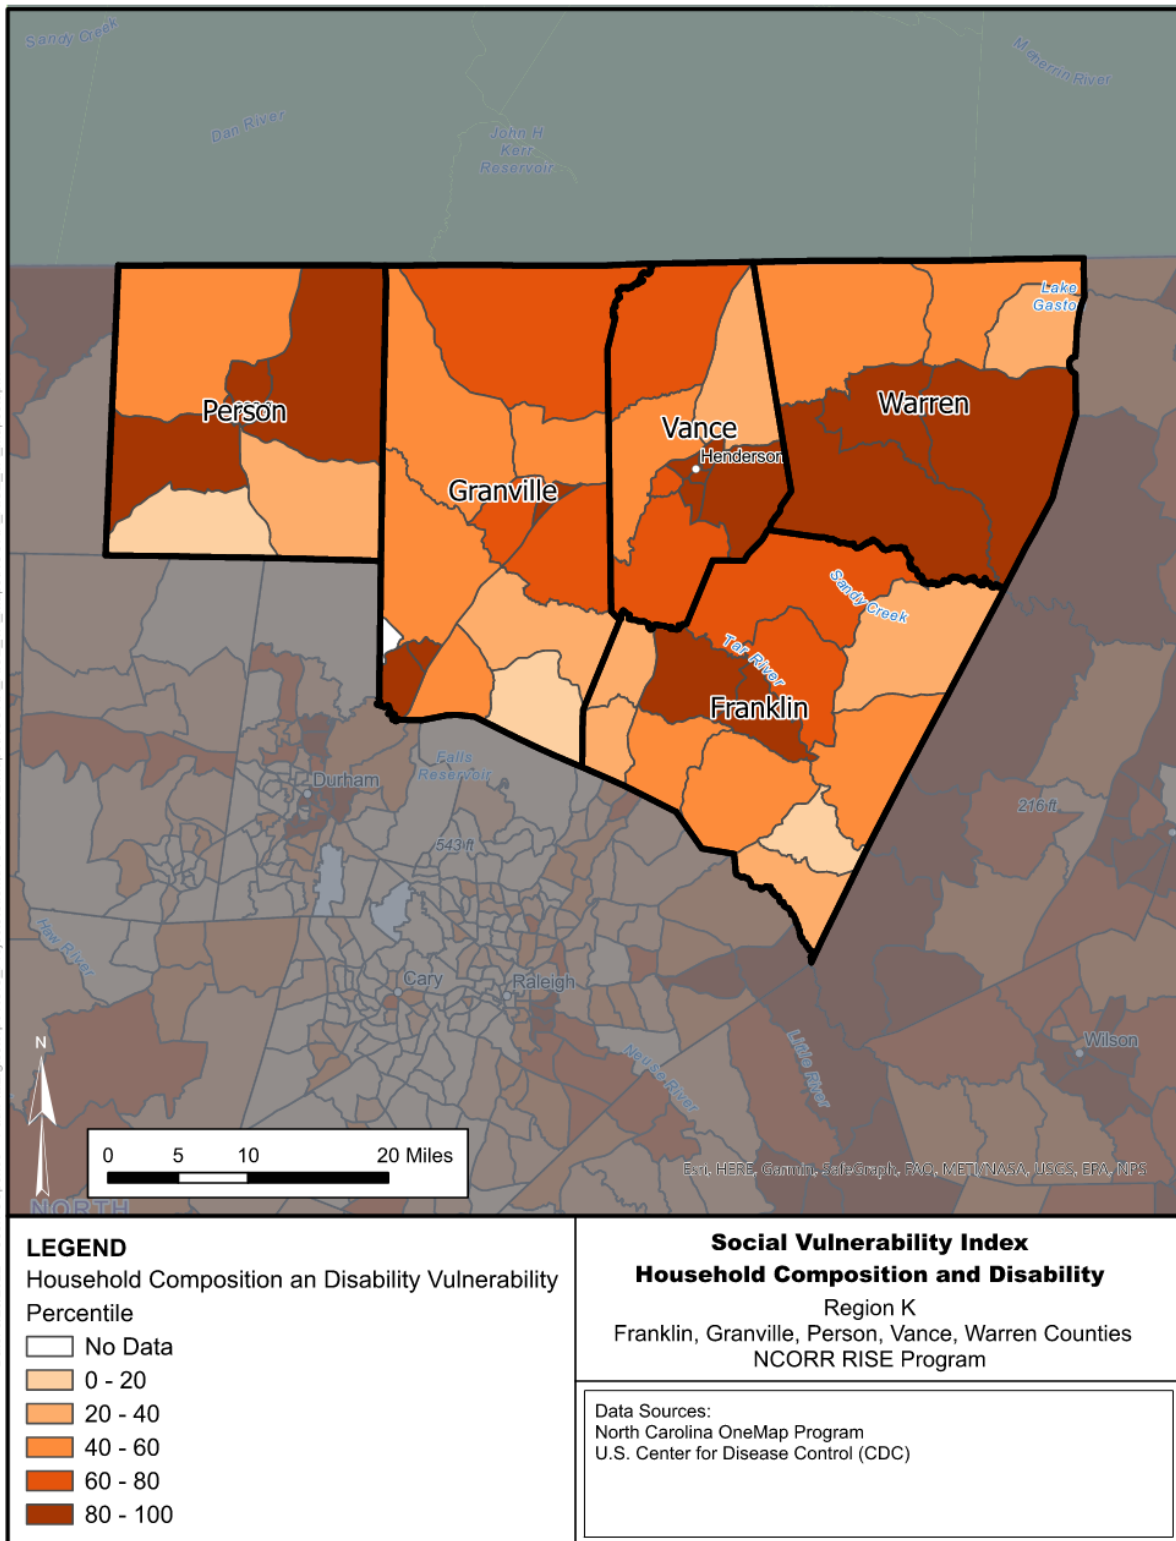 Sandy Creek
Meherrin River
Dan River
John H
Kerr
Reservoir
Lake
Gasto
Person
Warren
Vance
Henderson
Granville
Sandy Creek
Tar River
Franklin
Falls
Reservoir
Durham
216 ft
543 ft
Haw River
Cary
Raleigh
Wilson
Neuse River
Little River
N
0 5 10 20 Miles
Esri, HERE, Garmin, SafeGraph, FAO, METI/NASA, USGS, EPA, NPS
NORTH
LEGEND
Household Composition an Disability Vulnerability
Percentile
No Data
0 - 20
20 - 40
40 - 60
60 - 80
80 - 100
Social Vulnerability Index
Household Composition and Disability
Region K
Franklin, Granville, Person, Vance, Warren Counties
NCORR RISE Program
Data Sources:
North Carolina OneMap Program
U.S. Center for Disease Control (CDC)